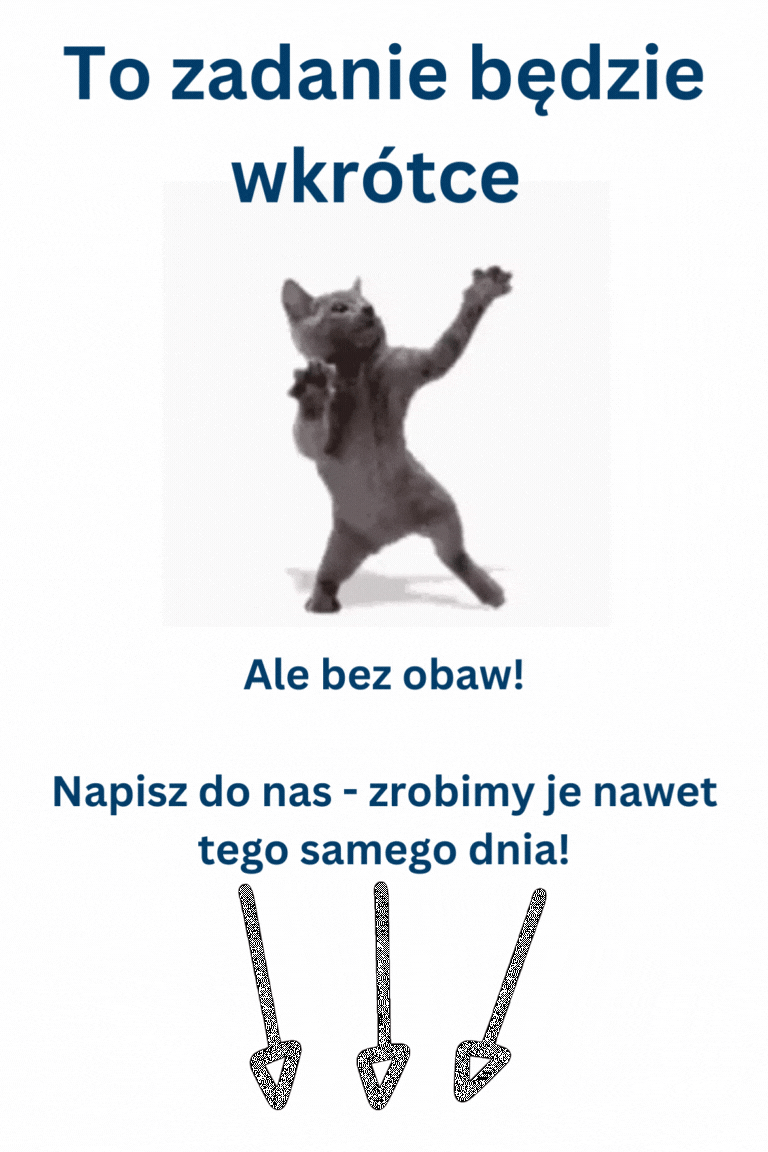 To zadanie będzie
wkrótce
Ale bez obaw!
Napisz do nas - zrobimy je nawet
tego samego dnia!